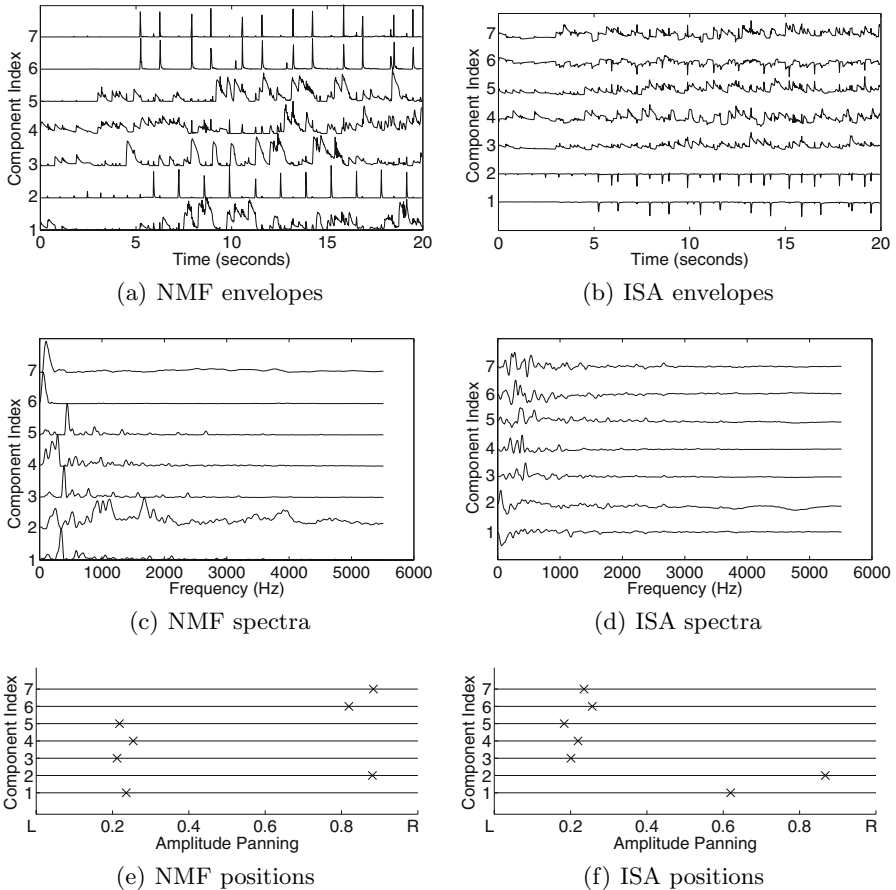 Component Index
7
6
5
4
3
2
1
0 5 10 15 20
Time (seconds)
(a) NMF envelopes
Component Index
7
6
5
4
3
2
1
0 5 10 15 20
Time (seconds)
(b) ISA envelopes
Component Index
7
6
5
4
3
2
1
0 1000 2000 3000 4000 5000 6000
Frequency (Hz)
(c) NMF spectra
Component Index
7
6
5
4
3
2
1
0 1000 2000 3000 4000 5000 6000
Frequency (Hz)
(d) ISA spectra
Component Index
7
6
5
4
3
2
1
L 0.2 0.4 0.6 0.8 R
Amplitude Panning
(e) NMF positions
Component Index
7
6
5
4
3
2
1
L 0.2 0.4 0.6 0.8 R
Amplitude Panning
(f) ISA positions